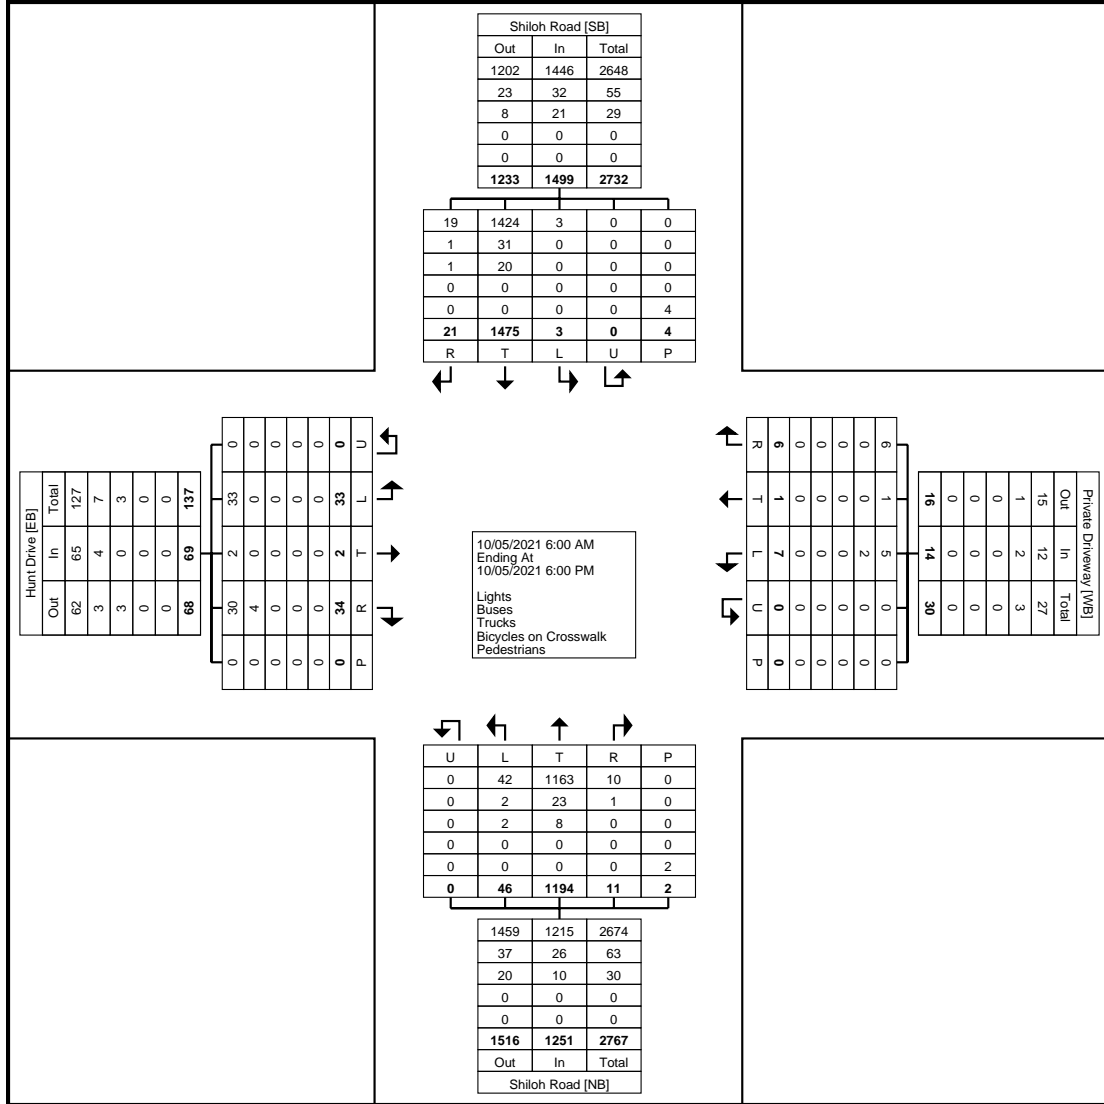 Shiloh Road [SB]
Out In Total
1202 1446 2648
23 32 55
8 21 29
0 0 0
0 0 0
1233 1499 2732
19 1424 3 0 0
1 31 0 0 0
1 20 0 0 0
0 0 0 0 0
0 0 0 0 4
21 1475 3 0 4
R T L U P
Hunt Drive [EB]
Total In Out
127 65 62
7 4 3
3 0 3
0 0 0
0 0 0
137 69 68
0 33 2 30 0
0 0 0 4 0
0 0 0 0 0
0 0 0 0 0
0 0 0 0 0
0 33 2 34 0
U L T R P
10/05/2021 6:00 AM
Ending At
10/05/2021 6:00 PM
Lights
Buses
Trucks
Bicycles on Crosswalk
Pedestrians
Private Driveway [WB]
Out In Total
15 12 27
1 2 3
0 0 0
0 0 0
0 0 0
16 14 30
6 1 5 0 0
0 0 2 0 0
0 0 0 0 0
0 0 0 0 0
0 0 0 0 0
6 1 7 0 0
R T L U P
U L T R P
0 42 1163 10 0
0 2 23 1 0
0 2 8 0 0
0 0 0 0 0
0 0 0 0 2
0 46 1194 11 2
1459 1215 2674
37 26 63
20 10 30
0 0 0
0 0 0
1516 1251 2767
Out In Total
Shiloh Road [NB]